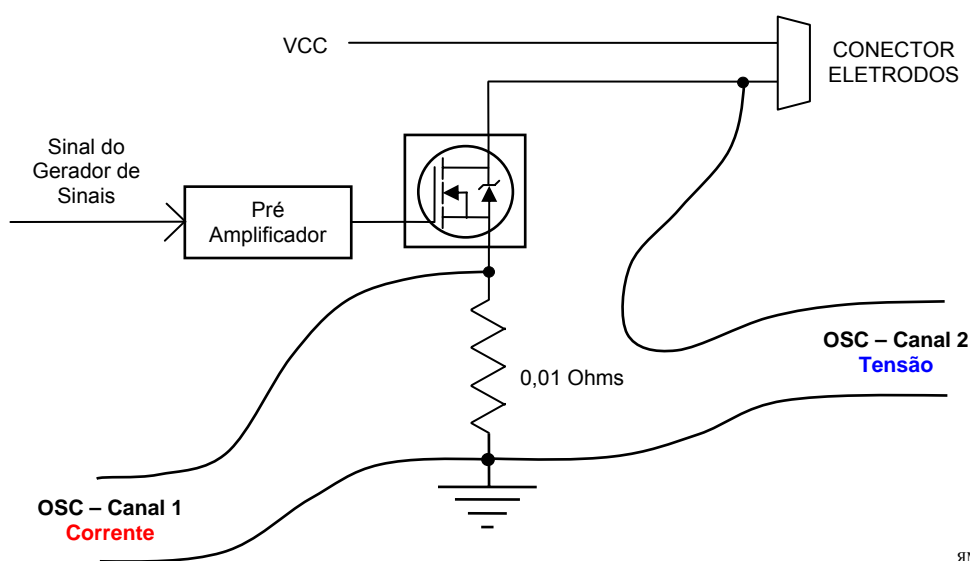 VCC
CONECTOR
ELETRODOS
Sinal do
Gerador de
Sinais
Pré
Amplificador
0,01 Ohms
OSC – Canal 2
Tensão
OSC – Canal 1
Corrente